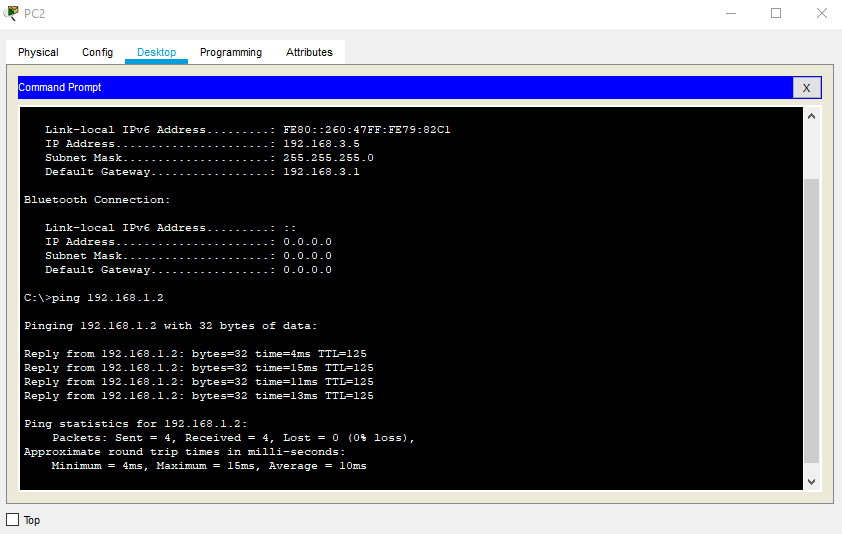 PC2
Physical Config Desktop Programming Attributes
Command Prompt
X
Link-local IPv6 Address.........: FE80::260:47FF:FE79:82C1
IP Address......................: 192.168.3.5
Subnet Mask.....................: 255.255.255.0
Default Gateway.................: 192.168.3.1
Bluetooth Connection:
Link-local IPv6 Address.........: ::
IP Address......................: 0.0.0.0
Subnet Mask.....................: 0.0.0.0
Default Gateway.................: 0.0.0.0
C:\>ping 192.168.1.2
Pinging 192.168.1.2 with 32 bytes of data:
Reply from 192.168.1.2: bytes=32 time=4ms TTL=125
Reply from 192.168.1.2: bytes=32 time=15ms TTL=125
Reply from 192.168.1.2: bytes=32 time=11ms TTL=125
Reply from 192.168.1.2: bytes=32 time=13ms TTL=125
Ping statistics for 192.168.1.2:
Packets: Sent = 4, Received = 4, Lost = 0 (0% loss),
Approximate round trip times in milli-seconds:
Minimum = 4ms, Maximum = 15ms, Average = 10ms
Top